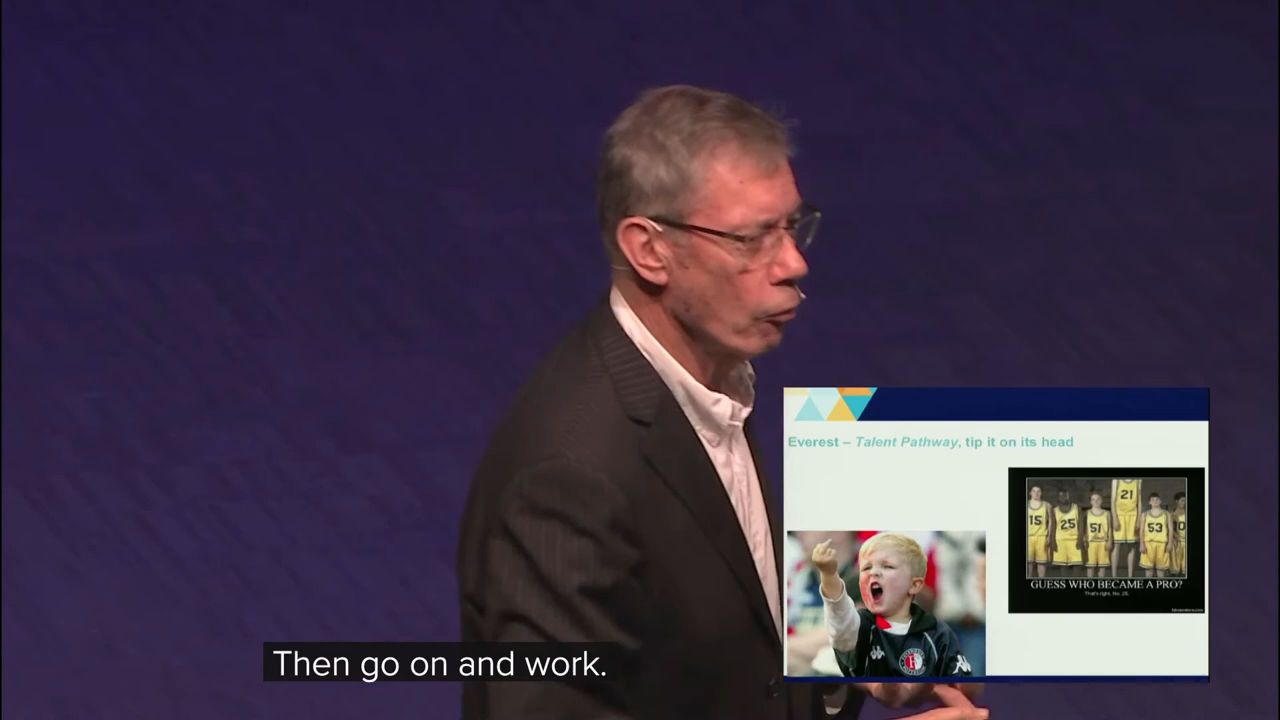 Everest – Talent Pathway, tip it on its head
15
25
51
21
53
GUESS WHO BECAME A PRO?
That's right, No. 25.
Then go on and work.